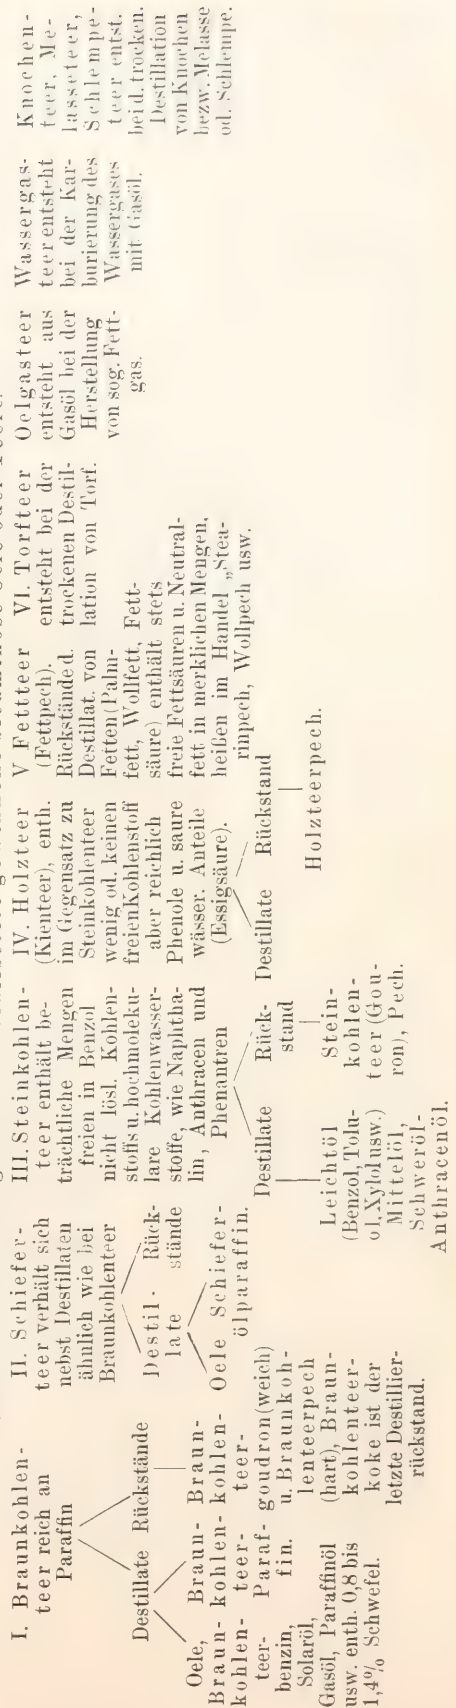 I. Braunkohlen-
teer reich an
Paraffin
Destillate Rückstände
Oele,
Braun-
kohlen-
teer-
benzin,
Solaröl,
Gasöl, Paraffinöl
usw. enth. 0,8 bis
1,4% Schwefel.
Braun-
kohlen-
teer-
Paraf-
fin.
Braun-
kohlen-
teer-
goudron (weich)
u. Braunkoh-
lenteerpech
(hart), Braun-
kohlenteer-
koke ist der
letzte Destillier-
rückstand.
II. Schiefer-
teer verhält sich
nebst Destillaten
ähnlich wie bei
Braunkohlenteer
Destil-
late
Rück-
stände
Oele Schiefer-
ölparaffin.
III. Steinkohlen-
teer enthält be-
trächtliche Mengen
freien in Benzol
nicht lösl. Kohlen-
stoffs u. hochmoleku-
lare Kohlenwasser-
stoffe, wie Naphtha-
lin, Anthracen und
Phenantren
Destillate
Rück-
stand
Leichtöl
(Benzol, Tolu-
ol, Xylol usw.)
Mittelöl,
Schweröl-
Anthracenöl.
Stein-
kohlen-
teer (Gou-
ron), Pech.
IV. Holzteer
(Kienteer), enth.
im Gegensatz zu
Steinkohlenteer
wenig od. keinen
freien Kohlenstoff
aber reichlich
Phenole u. saure
wässer. Anteile
(Essigsäure).
Destillate Rückstand
Holzteerpech.
V Fettteer
(Fettpech).
Rückstände d.
Destillat. von
Fetten (Palm-
fett, Wollfett, Fett-
säure) enthält stets
freie Fettsäuren u. Neutral-
fett in merklichen Mengen,
heißen im Handel „Stea-
rinpech, Wollpech usw.
VI. Torfteer
entsteht bei der
trockenen Destil-
lation von Torf.
Oelgasteer
entsteht aus
Gasöl bei der
Herstellung
von sog. Fett-
gas.
Wassergas-
teer entsteht
bei der Kar-
burierung des
Wassergases
mit Gasöl.
Knochen-
teer, Me-
lasseteer,
Schlempe-
teer entst.
bei d. trocken.
Destillation
von Knochen
bezw. Melasse
od. Schlempe.